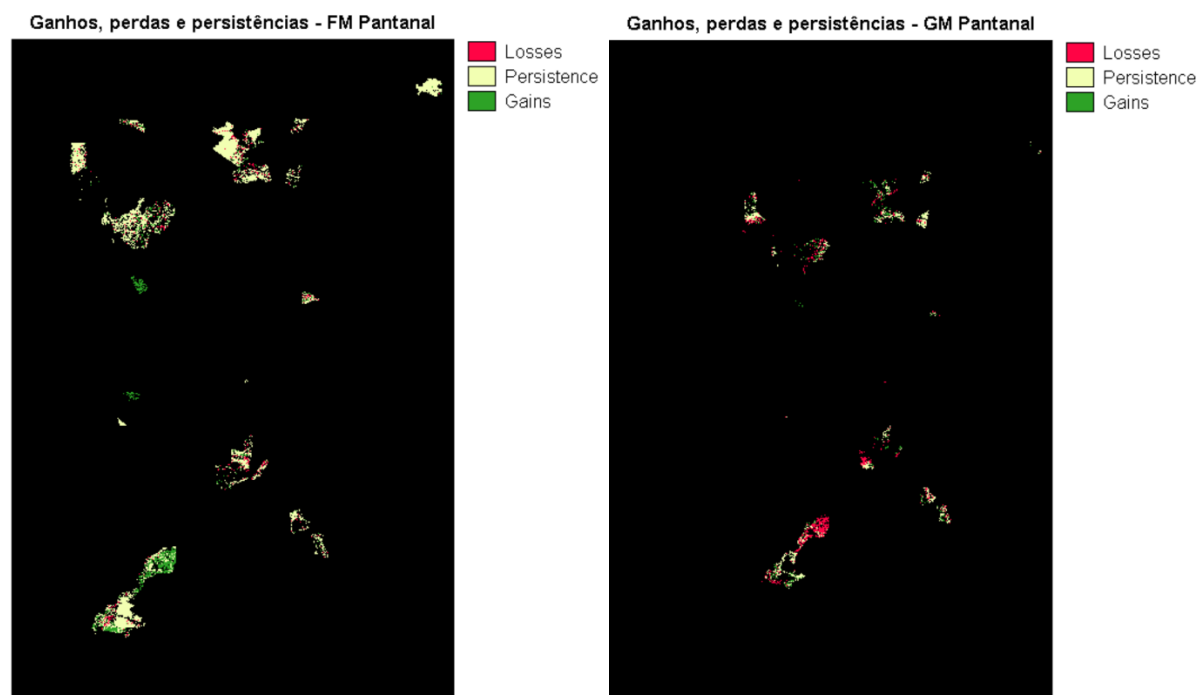 Ganhos, perdas e persistências - FM Pantanal
Losses
Persistence
Gains
Ganhos, perdas e persistências - GM Pantanal
Losses
Persistence
Gains